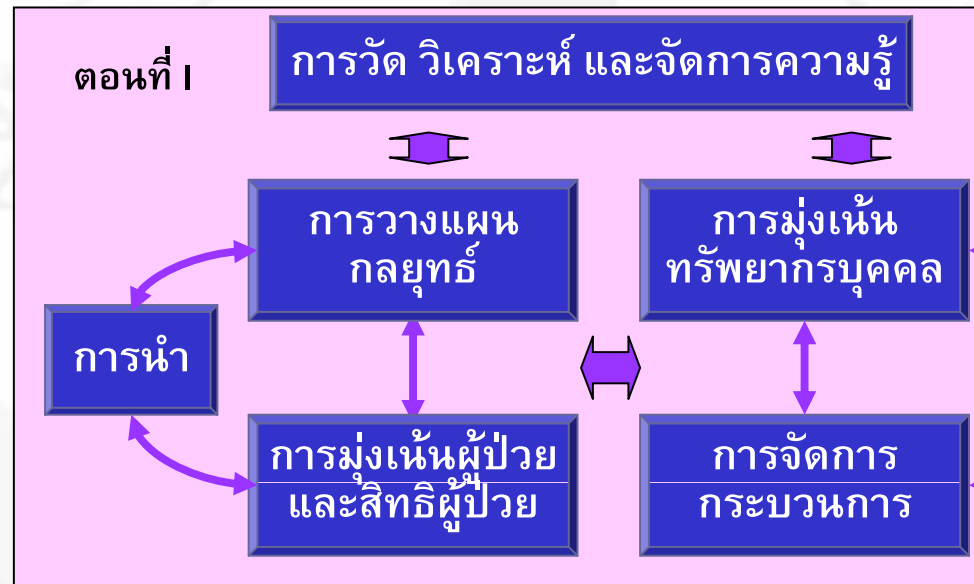 ตอนที่ I
การวัด วิเคราะห์ และจัดการความรู้
การวางแผน
กลยุทธ์
การมุ่งเน้น
ทรัพยากรบุคคล
การนำ
การมุ่งเน้นผู้ป่วย
และสิทธิผู้ป่วย
การจัดการ
กระบวนการ